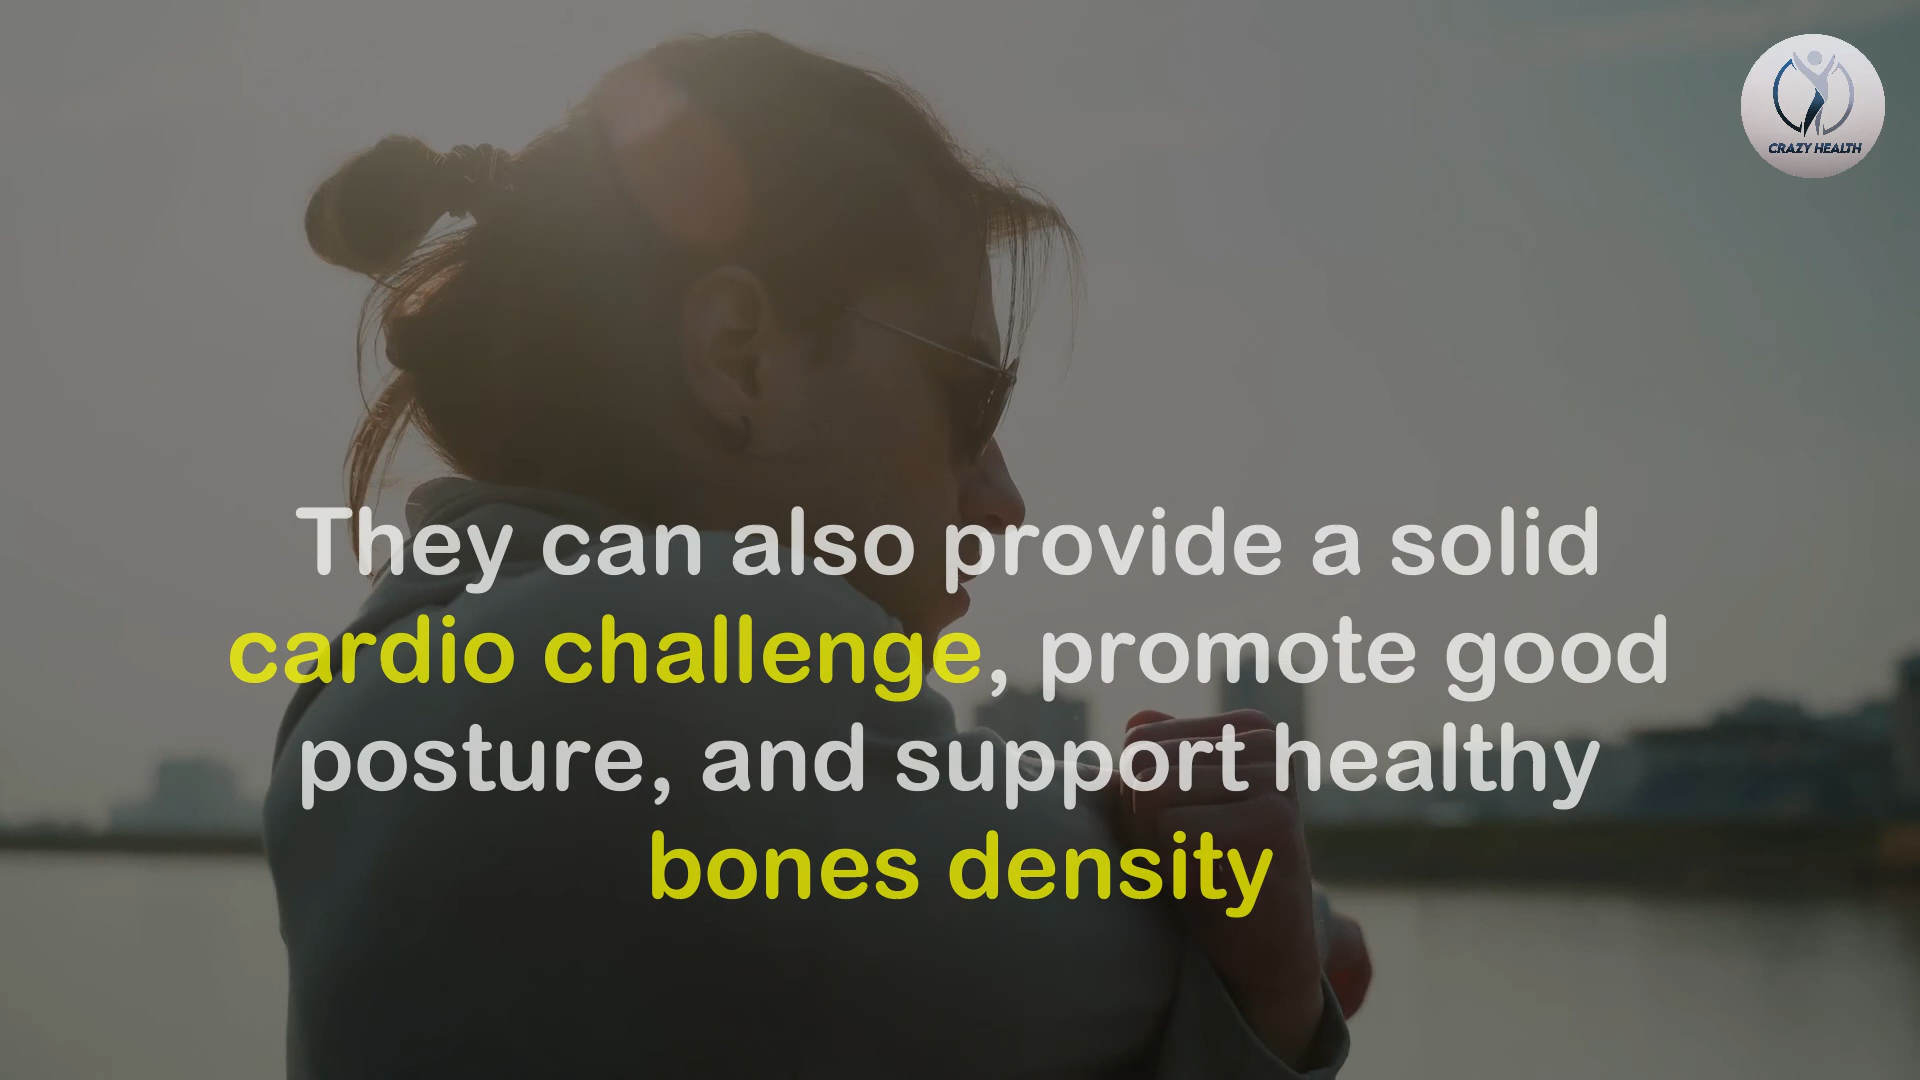 CRAZY HEALTH
They can also provide a solid
cardio challenge, promote good
posture, and support healthy
bones density